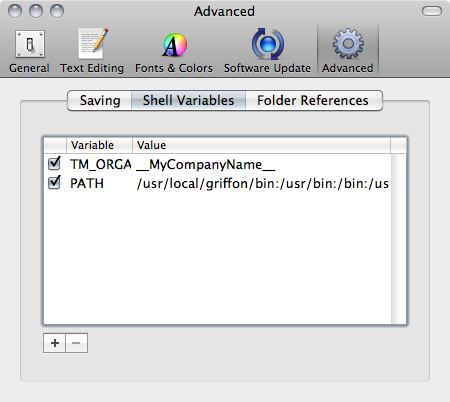 Advanced
General Text Editing Fonts & Colors Software Update Advanced
Saving Shell Variables Folder References
Variable Value
TM_ORGA __MyCompanyName__
PATH /usr/local/griffon/bin:/usr/bin:/bin:/us